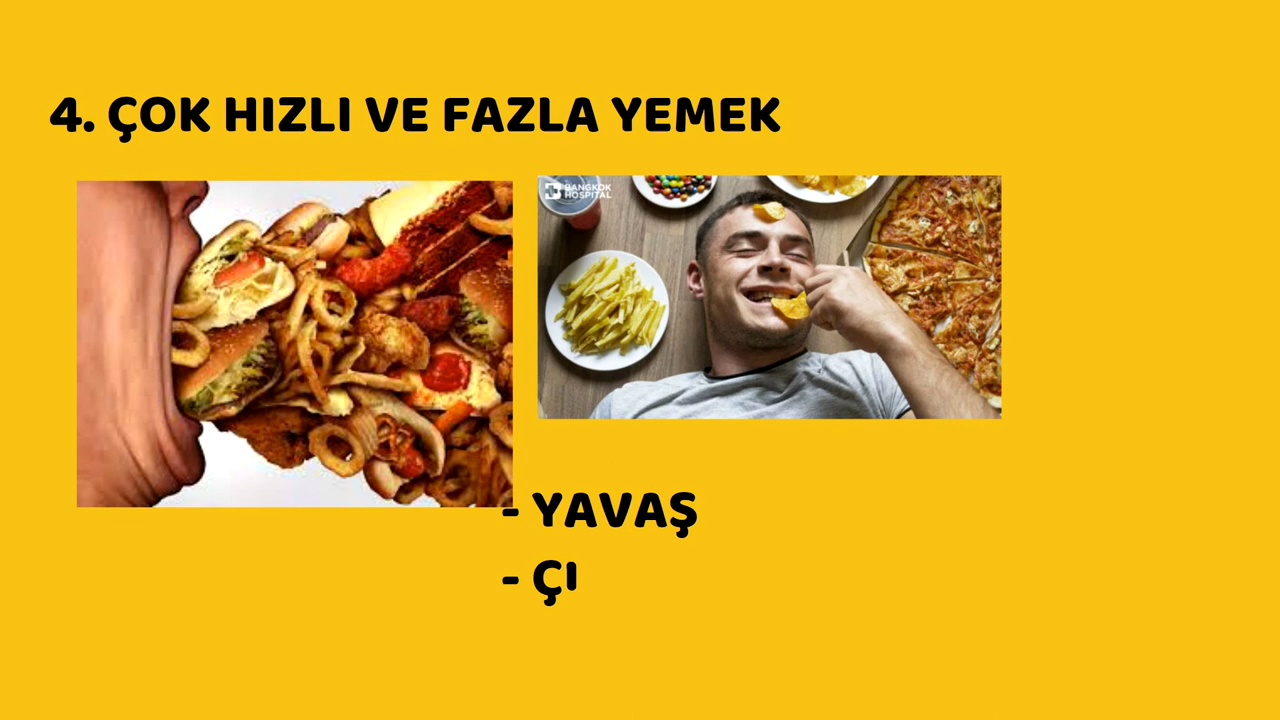 4. ÇOK HIZLI VE FAZLA YEMEK
BANGKOK
HOSPITAL
- YAVAŞ
- ÇI